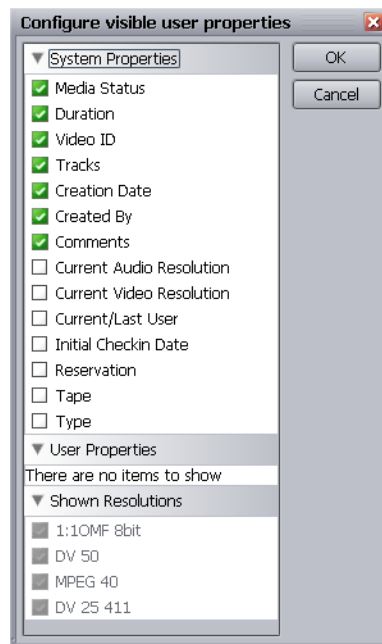 Configure visible user properties
System Properties
OK
Cancel
Media Status
Duration
Video ID
Tracks
Creation Date
Created By
Comments
Current Audio Resolution
Current Video Resolution
Current/Last User
Initial Checkin Date
Reservation
Tape
Type
User Properties
There are no items to show
Shown Resolutions
1:1OMF 8bit
DV 50
MPEG 40
DV 25 411